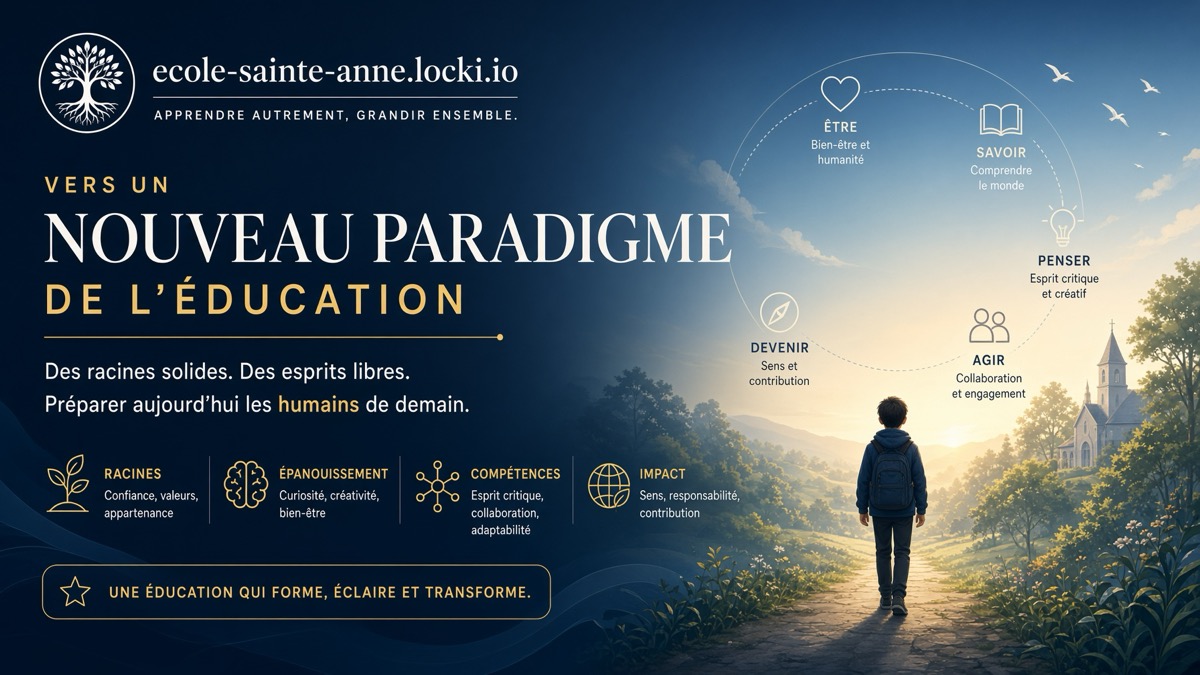 ecole-sainte-anne.locki.io
APPRENDRE AUTREMENT, GRANDIR ENSEMBLE.
VERS UN
NOUVEAU PARADIGME
DE L’ÉDUCATION
Des racines solides. Des esprits libres.
Préparer aujourd’hui les humains de demain.
RACINES
Confiance, valeurs,
appartenance
ÉPANOUISSEMENT
Curiosité, créativité,
bien-être
COMPÉTENCES
Esprit critique,
collaboration,
adaptabilité
IMPACT
Sens, responsabilité,
contribution
UNE ÉDUCATION QUI FORME, ÉCLAIRE ET TRANSFORME.
ÊTRE
Bien-être et
humanité
SAVOIR
Comprendre
le monde
PENSER
Esprit critique
et créatif
AGIR
Collaboration
et engagement
DEVENIR
Sens et
contribution